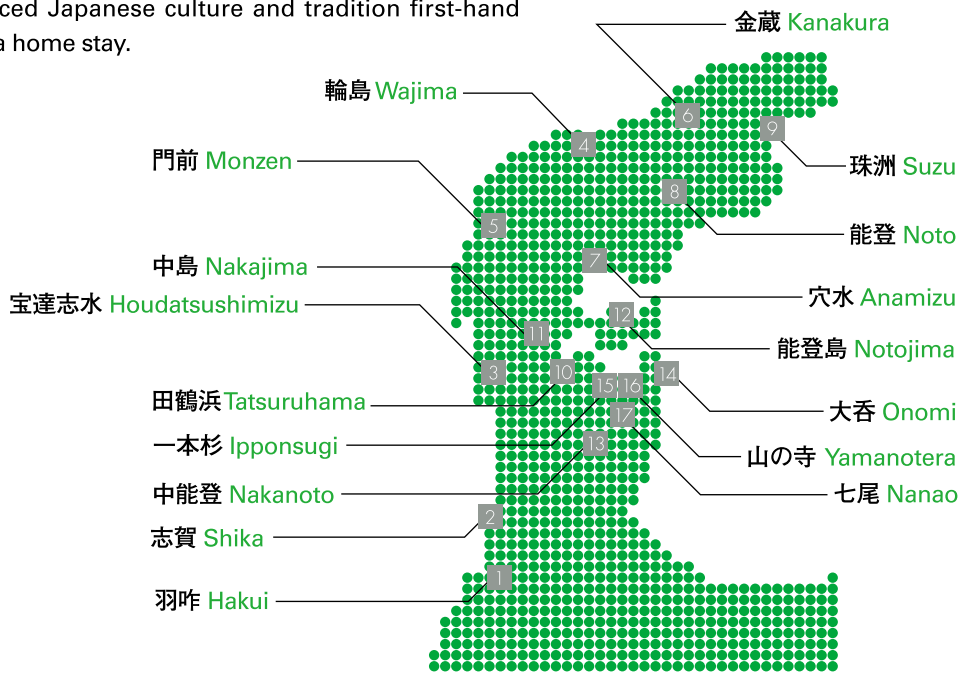 ced Japanese culture and tradition first-hand
a home stay.
金蔵 Kanakura
輪島 Wajima
6
9
4
門前 Monzen
珠洲 Suzu
8
5
能登 Noto
7
中島 Nakajima
穴水 Anamizu
宝達志水 Houdatsushimizu
12
11
能登島 Notojima
3
10
14
15 16
田鶴浜 Tatsuruhama
大呑 Onomi
17
一本杉 Ipponsugi
13
山の寺 Yamanotera
中能登 Nakanoto
七尾 Nanao
2
志賀 Shika
1
羽咋 Hakui